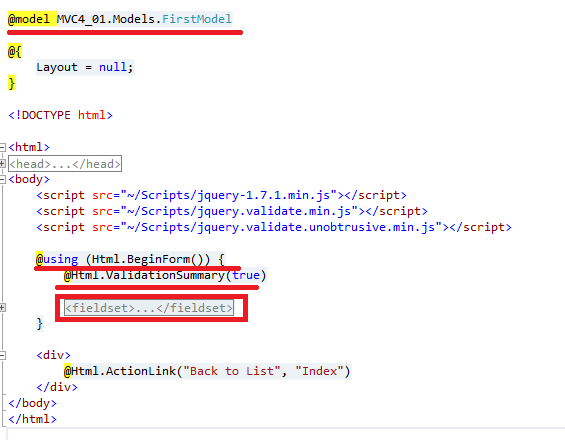 @model MVC4_01.Models.FirstModel
@{
Layout = null;
}
<!DOCTYPE html>
<html>
<head>...</head>
<body>
<script src="~/Scripts/jquery-1.7.1.min.js"></script>
<script src="~/Scripts/jquery.validate.min.js"></script>
<script src="~/Scripts/jquery.validate.unobtrusive.min.js"></script>
@using (Html.BeginForm()) {
@Html.ValidationSummary(true)
<fieldset>...</fieldset>
}
<div>
@Html.ActionLink("Back to List", "Index")
</div>
</body>
</html>